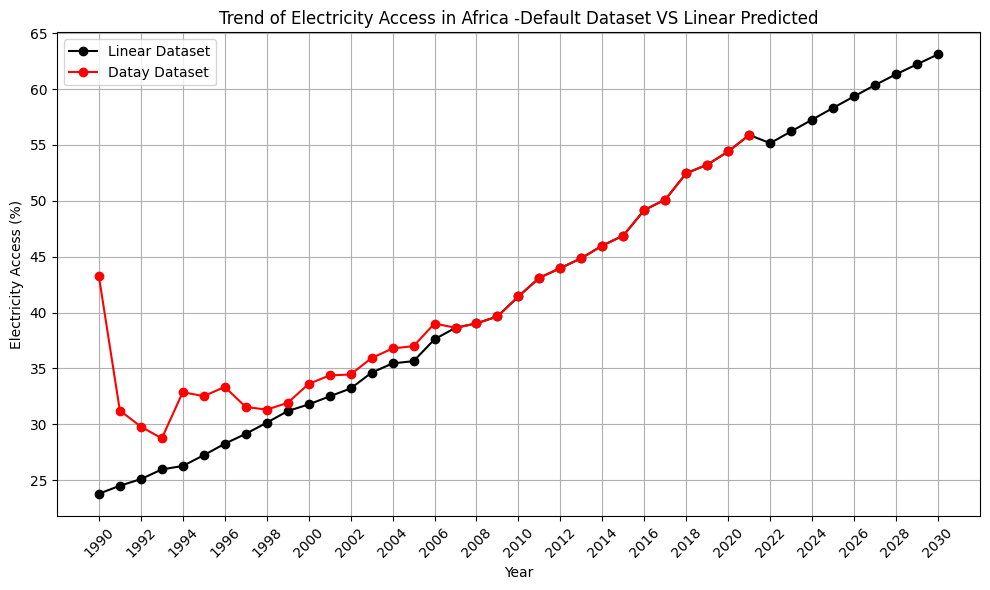 Trend of Electricity Access in Africa -Default Dataset VS Linear Predicted
Linear Dataset
Datay Dataset
Electricity Access (%)
65
60
55
50
45
40
35
30
25
1990 1992 1994 1996 1998 2000 2002 2004 2006 2008 2010 2012 2014 2016 2018 2020 2022 2024 2026 2028 2030
Year